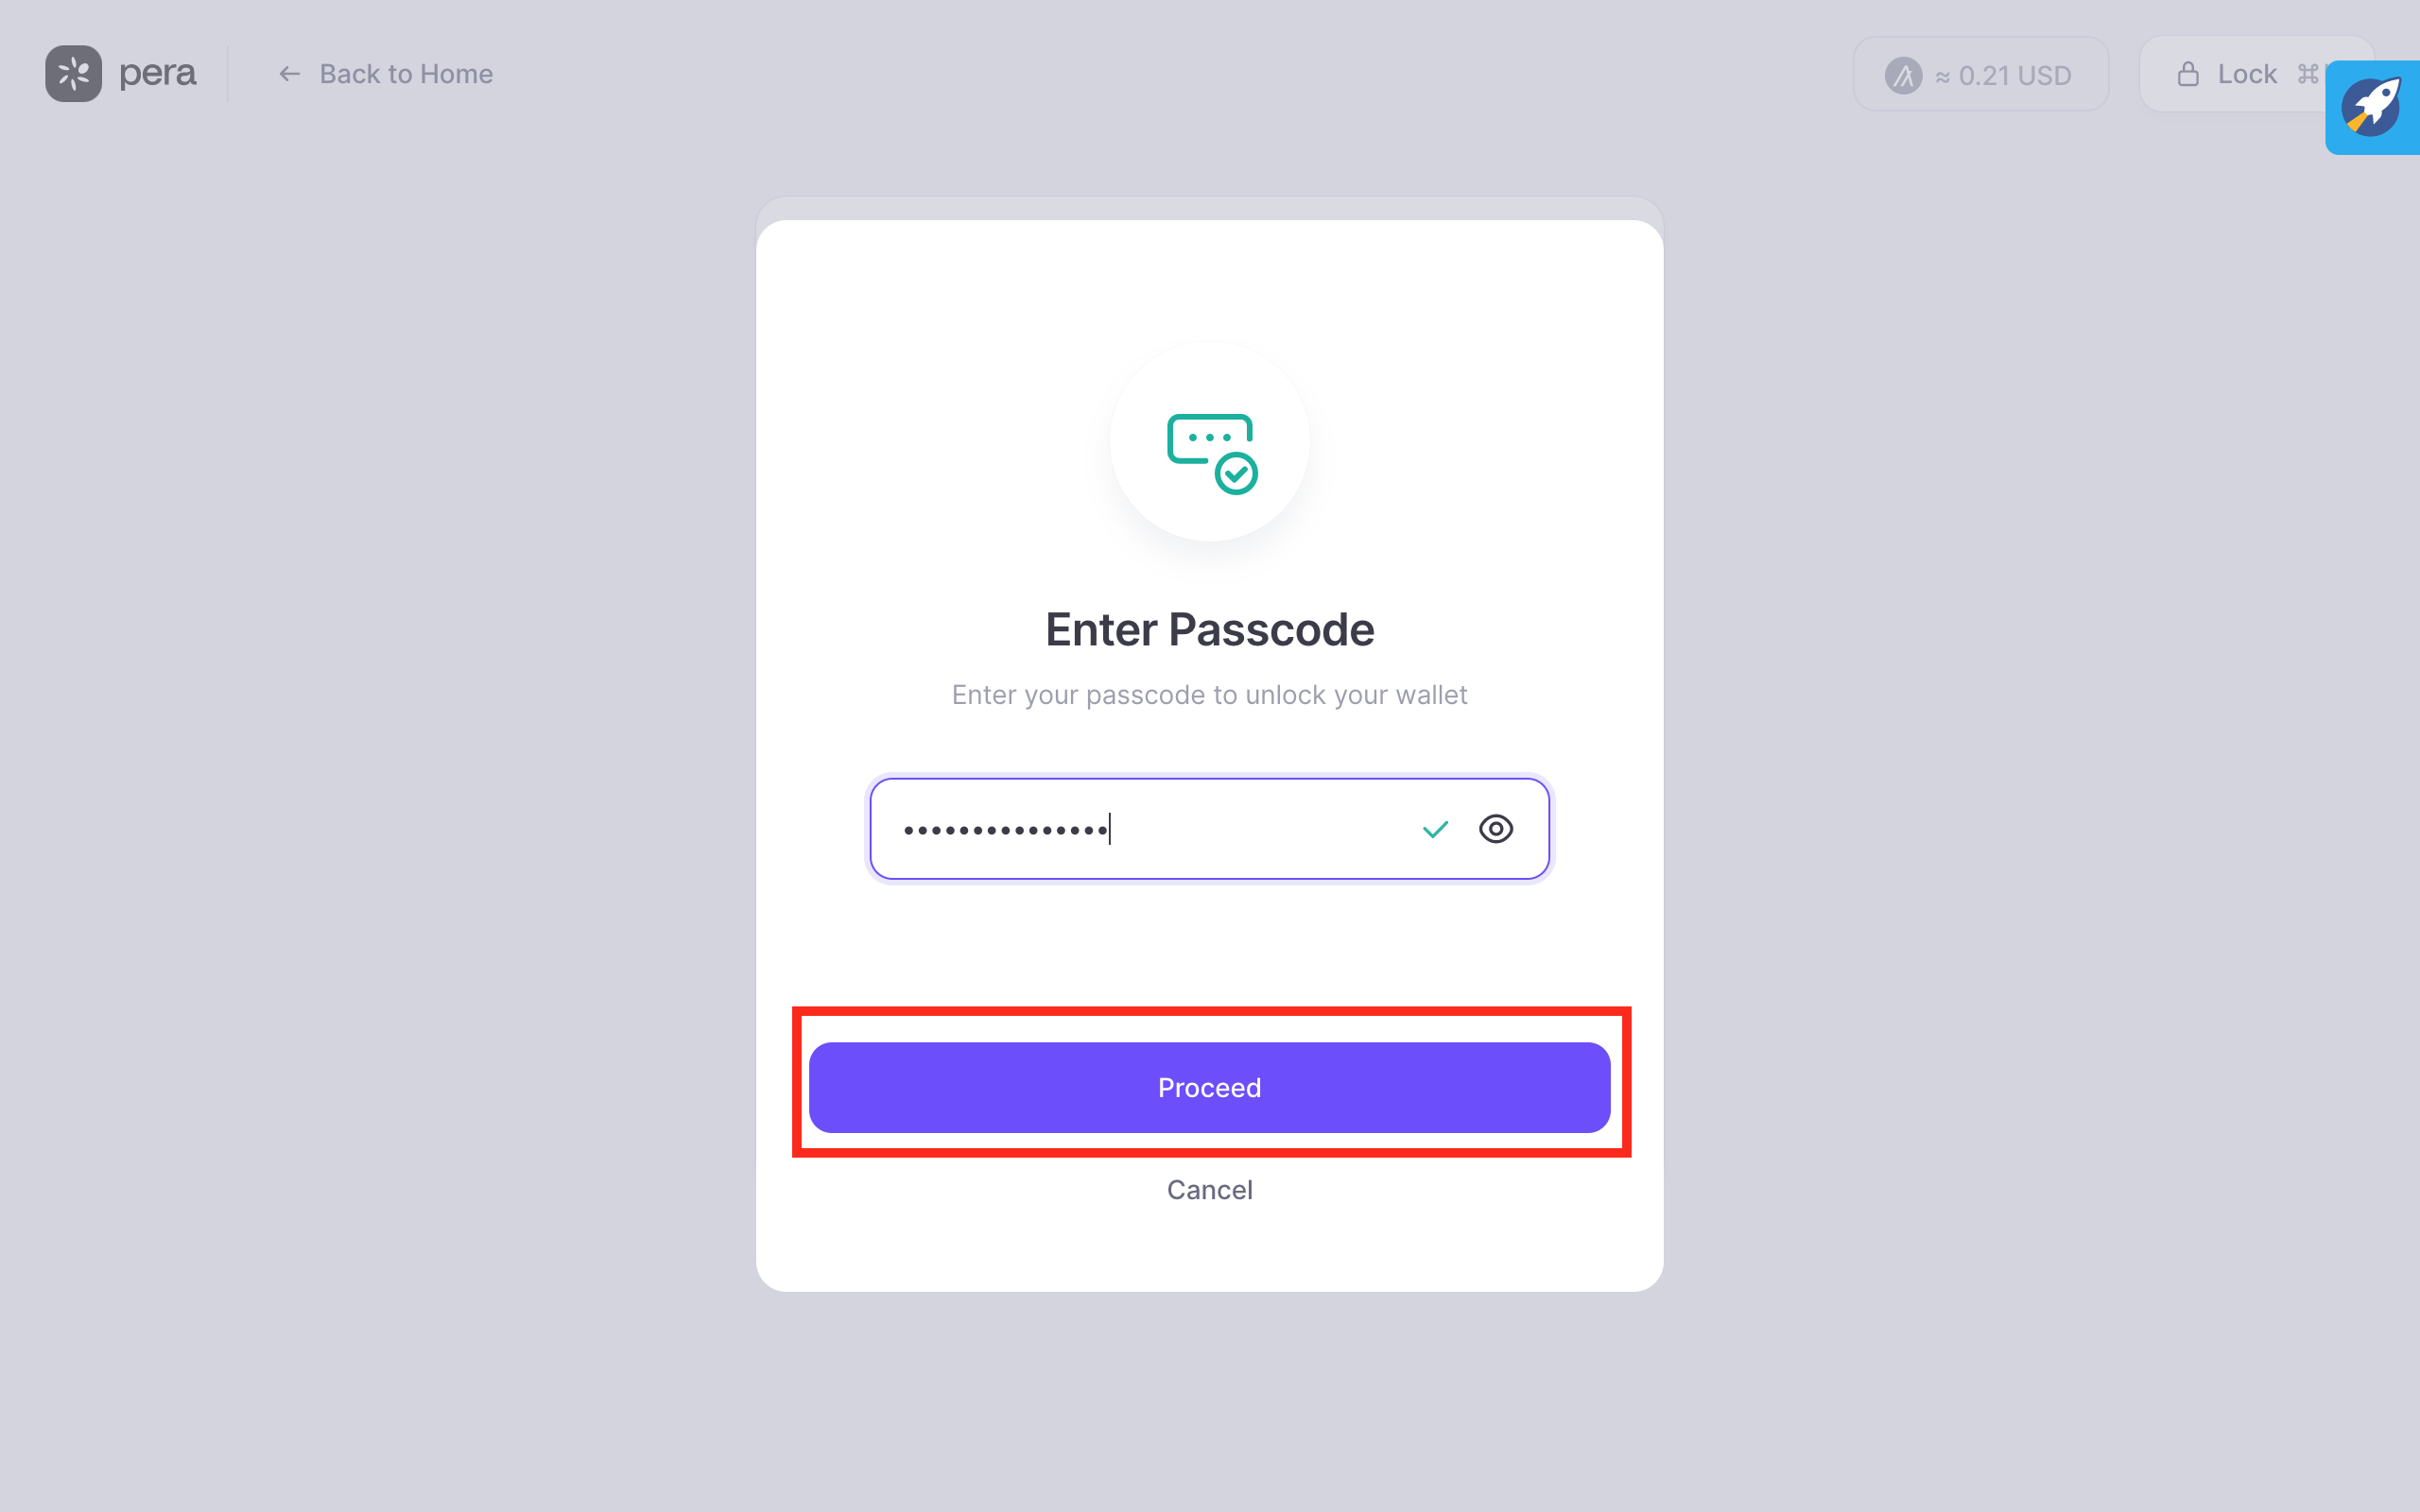 pera
← Back to Home
≈ 0.21 USD
Lock ⌘
Enter Passcode
Enter your passcode to unlock your wallet
•••••••••••••••
Proceed
Cancel